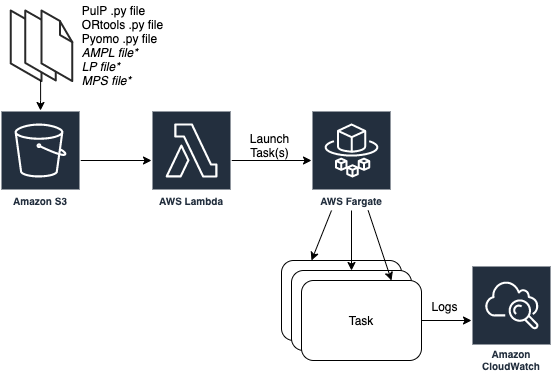 PulP .py file
ORtools .py file
Pyomo .py file
AMPL file*
LP file*
MPS file*
Launch
Task(s)
Amazon S3
AWS Lambda
AWS Fargate
Task
Logs
Amazon
CloudWatch